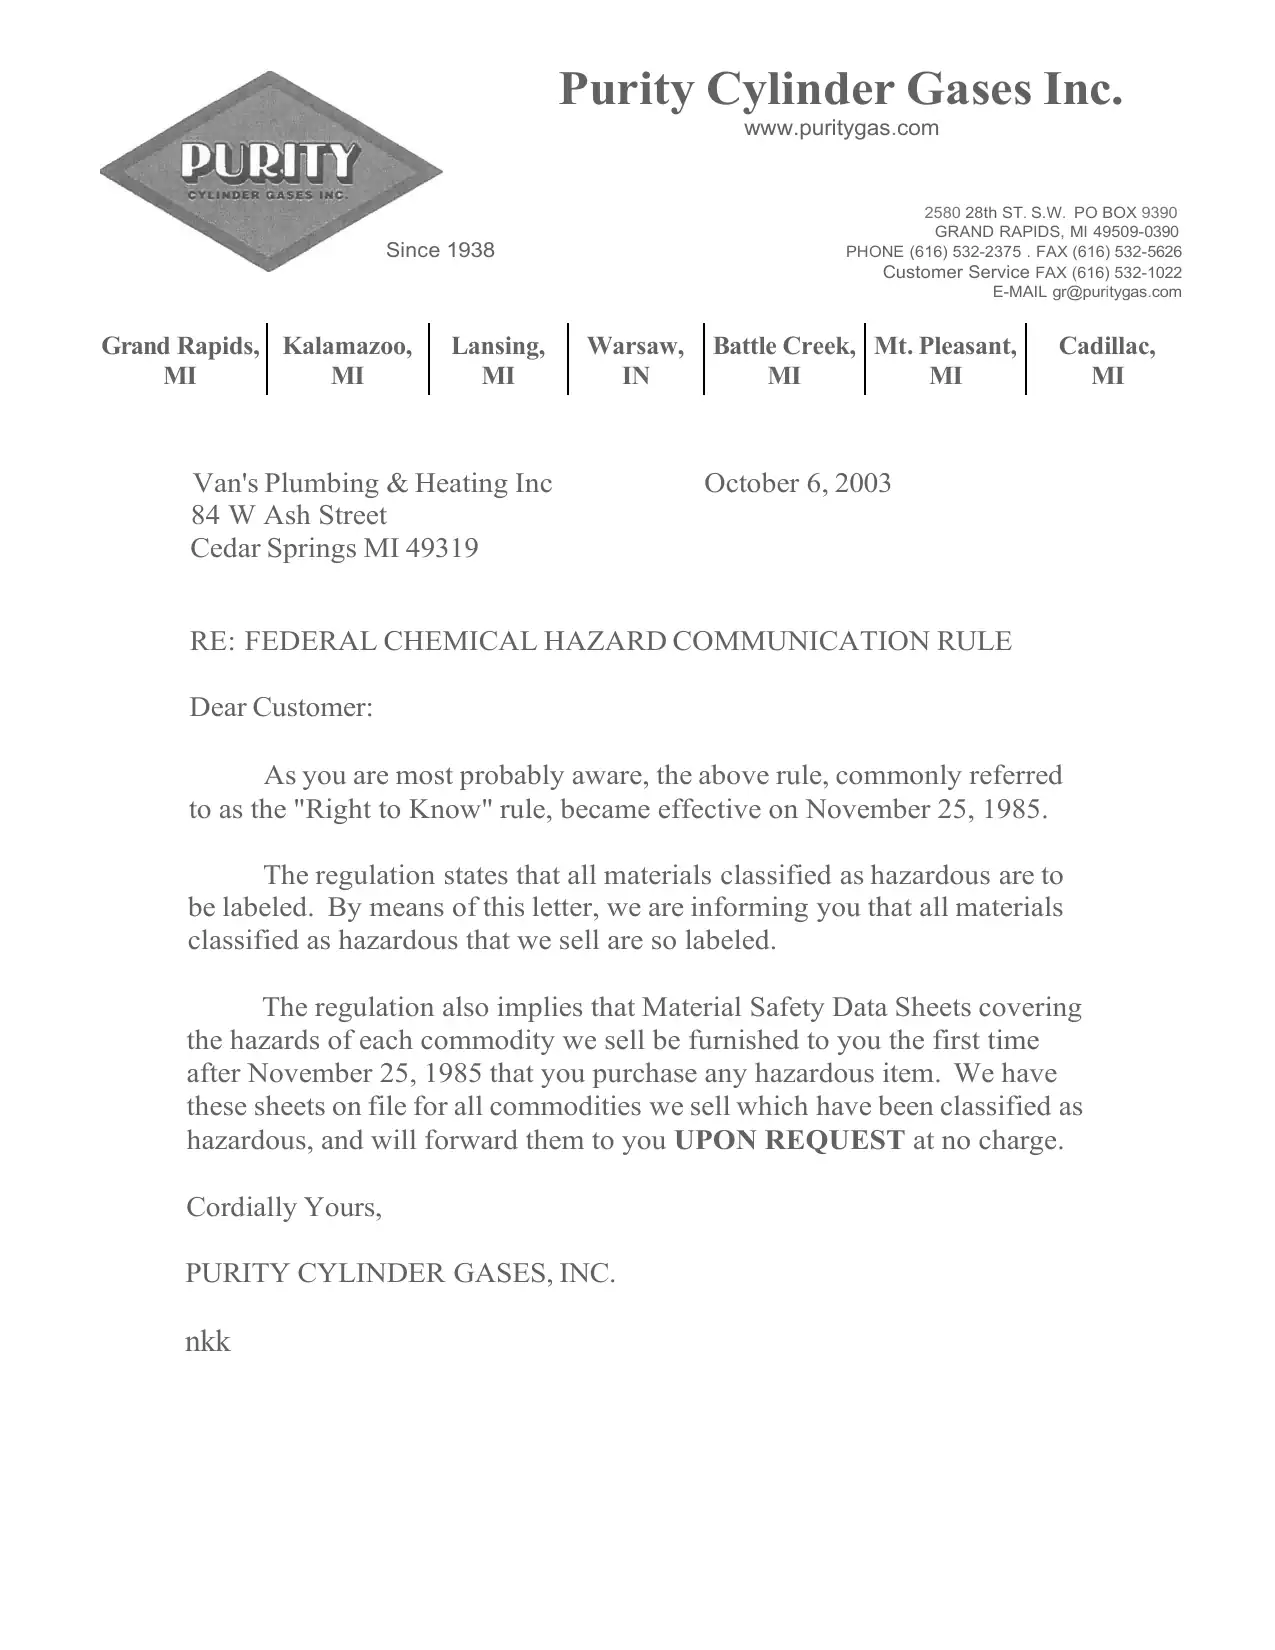 Purity Cylinder Gases Inc.
www.puritygas.com
PURITY
CYLINDER GASES INC.
Since 1938
2580 28th ST. S.W. PO BOX 9390
GRAND RAPIDS, MI 49509-0390
PHONE (616) 532-2375 . FAX (616) 532-5626
Customer Service FAX (616) 532-1022
E-MAIL gr@puritygas.com
Grand Rapids, MI
Kalamazoo, MI
Lansing, MI
Warsaw, IN
Battle Creek, MI
Mt. Pleasant, MI
Cadillac, MI
Van's Plumbing & Heating Inc October 6, 2003
84 W Ash Street
Cedar Springs MI 49319
RE: FEDERAL CHEMICAL HAZARD COMMUNICATION RULE
Dear Customer:
As you are most probably aware, the above rule, commonly referred
to as the "Right to Know" rule, became effective on November 25, 1985.
The regulation states that all materials classified as hazardous are to
be labeled. By means of this letter, we are informing you that all materials
classified as hazardous that we sell are so labeled.
The regulation also implies that Material Safety Data Sheets covering
the hazards of each commodity we sell be furnished to you the first time
after November 25, 1985 that you purchase any hazardous item. We have
these sheets on file for all commodities we sell which have been classified as
hazardous, and will forward them to you UPON REQUEST at no charge.
Cordially Yours,
PURITY CYLINDER GASES, INC.
nkk